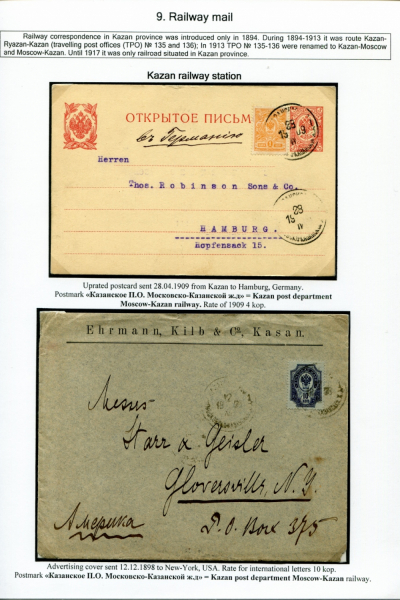 9. Railway mail
Railway correspondence in Kazan province was introduced only in 1894. During 1894-1913 it was route Kazan-
Ryazan-Kazan (travelling post offices (TPO) № 135 and 136); In 1913 TPO № 135-136 were renamed to Kazan-Moscow
and Moscow-Kazan. Until 1917 it was only railroad situated in Kazan province.
Kazan railway station
ОТКРЫТОЕ ПИСЬМО
въ Германію
Herren
Thos. Robinson Sons & Co.
HAMBURG.
Hopfensack 15.
28
IV
Uprated postcard sent 28.04.1909 from Kazan to Hamburg, Germany.
Postmark «Казанское П.О. Московско-Казанской ж.д» = Kazan post department
Moscow-Kazan railway. Rate of 1909 4 kop.
Ehrmann, Kilb & Co, Kasan.
Messrs
Starr & Geisler
Gloversville, N.Y.
Америка
P.O. Box 375
Advertising cover sent 12.12.1898 to New-York, USA. Rate for international letters 10 kop.
Postmark «Казанское П.О. Московско-Казанской ж.д» = Kazan post department Moscow-Kazan railway.